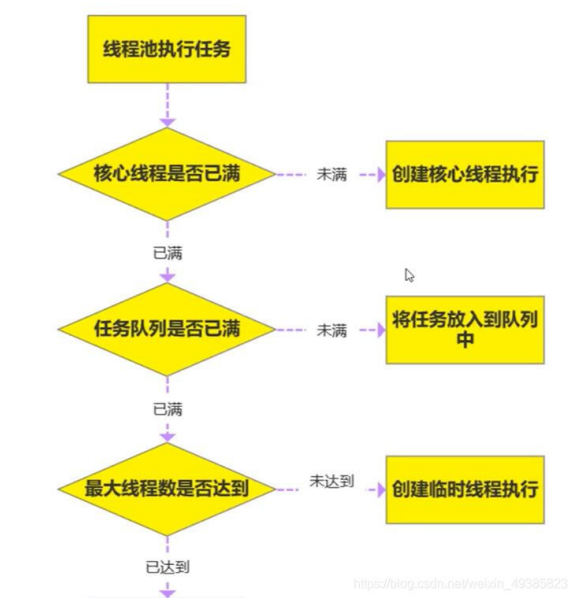 线程池执行任务
核心线程是否已满
未满
创建核心线程执行
已满
任务队列是否已满
未满
将任务放入到队列
中
已满
最大线程数是否达到
未达到
创建临时线程执行
已达到
https://blog.csdn.net/weixin_49385823